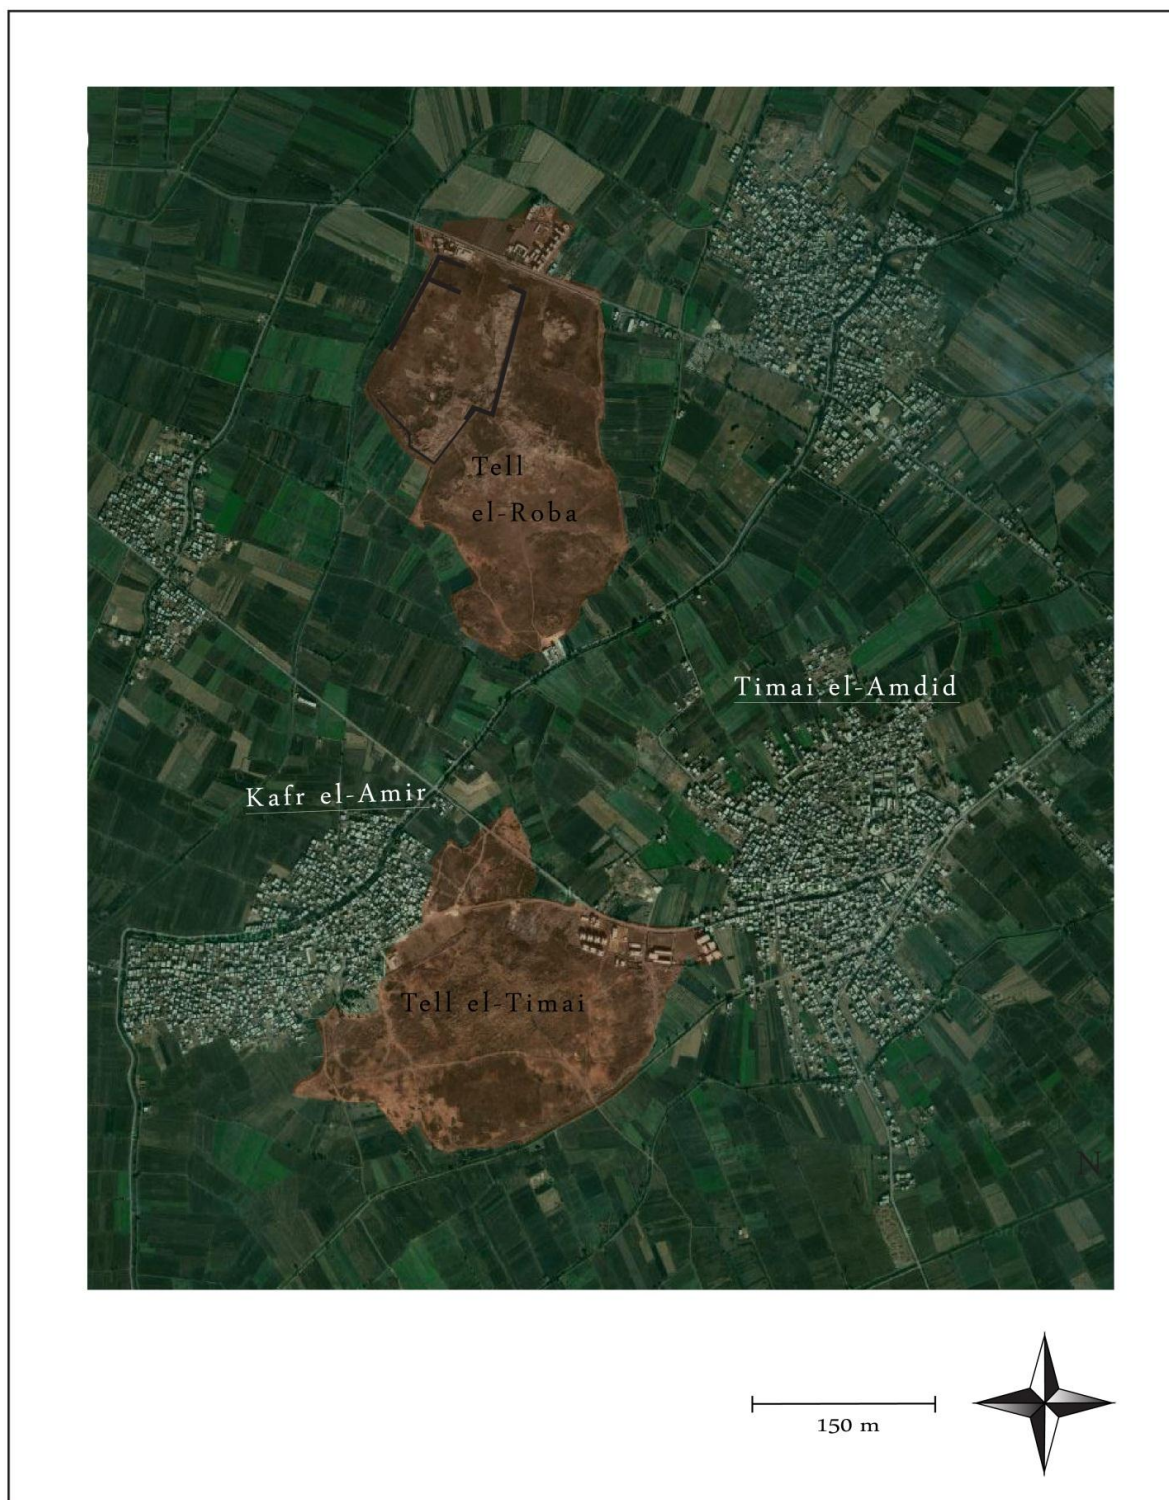 Tell
el-Roba
Timai el-Amdid
Kafr el-Amir
Tell el-Timai
N
150 m